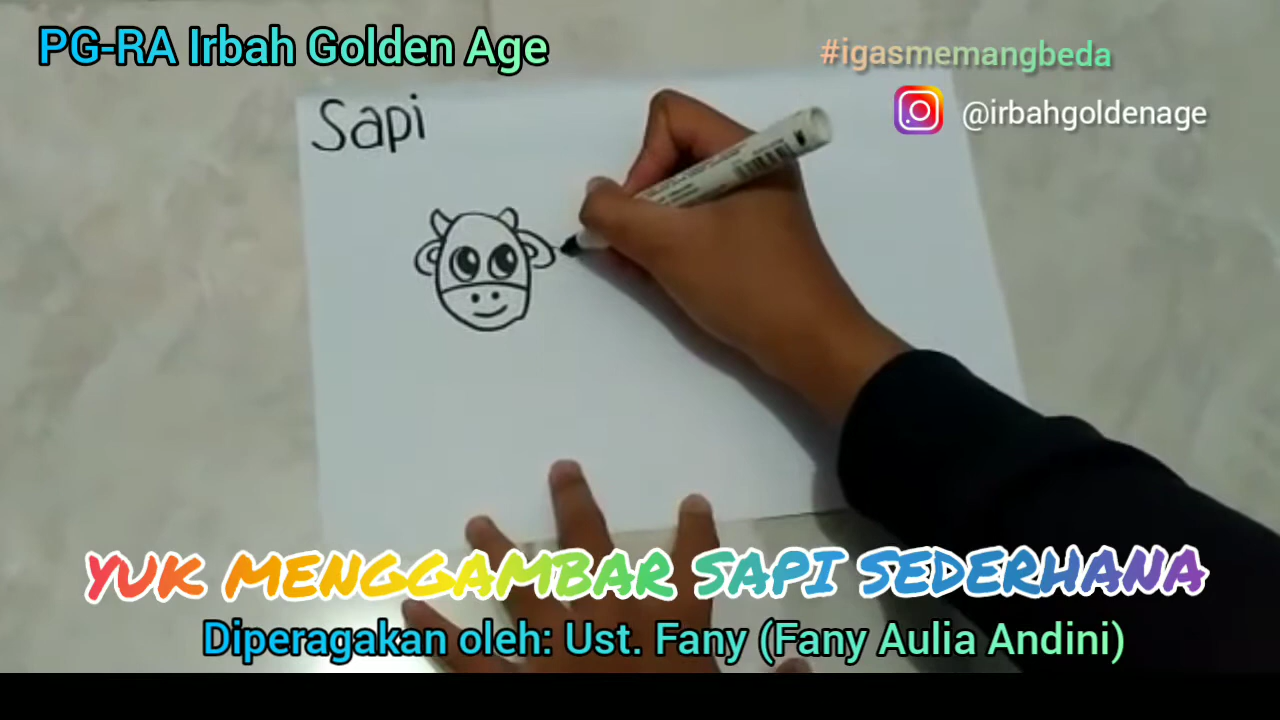 PG-RA Irbah Golden Age
#igasmemangbeda
@irbahgoldenage
Sapi
YUK MENGGAMBAR SAPI SEDERHANA
Diperagakan oleh: Ust. Fany (Fany Aulia Andini)